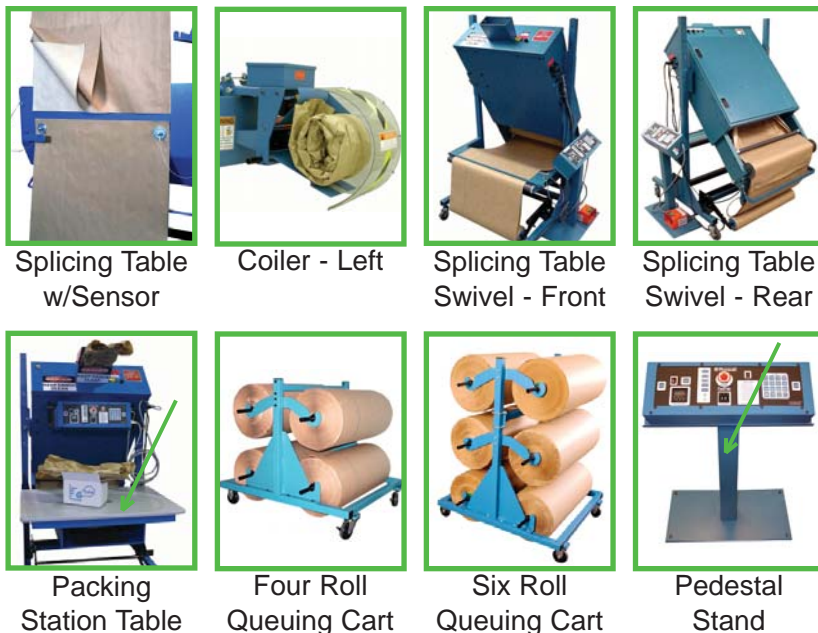 Splicing Table
w/Sensor
Coiler - Left
Splicing Table
Swivel - Front
Splicing Table
Swivel - Rear
Packing
Station Table
Four Roll
Queuing Cart
Six Roll
Queuing Cart
Pedestal
Stand